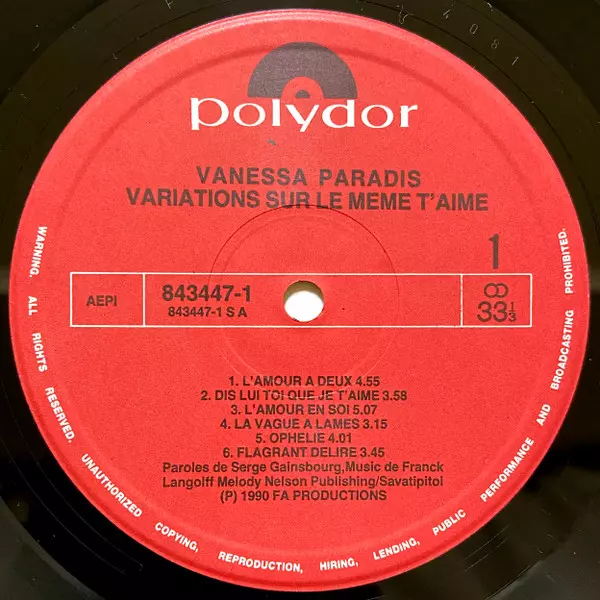 4081
polydor
VANESSA PARADIS
VARIATIONS SUR LE MEME T'AIME
1
AEPI
843447-1
843447-1 S A
33 1/3
1. L'AMOUR A DEUX 4.55
2. DIS LUI TOI QUE JE T'AIME 3.58
3. L'AMOUR EN SOI 5.07
4. LA VAGUE A LAMES 3.15
5. OPHELIE 4.01
6. FLAGRANT DELIRE 3.45
Paroles de Serge Gainsbourg,Music de Franck
Langolff Melody Nelson Publishing/Savatipitol
(P) 1990 FA PRODUCTIONS
WARNING. ALL RIGHTS RESERVED. UNAUTHORIZED COPYING, REPRODUCTION, HIRING, LENDING, PUBLIC PERFORMANCE AND BROADCASTING PROHIBITED.